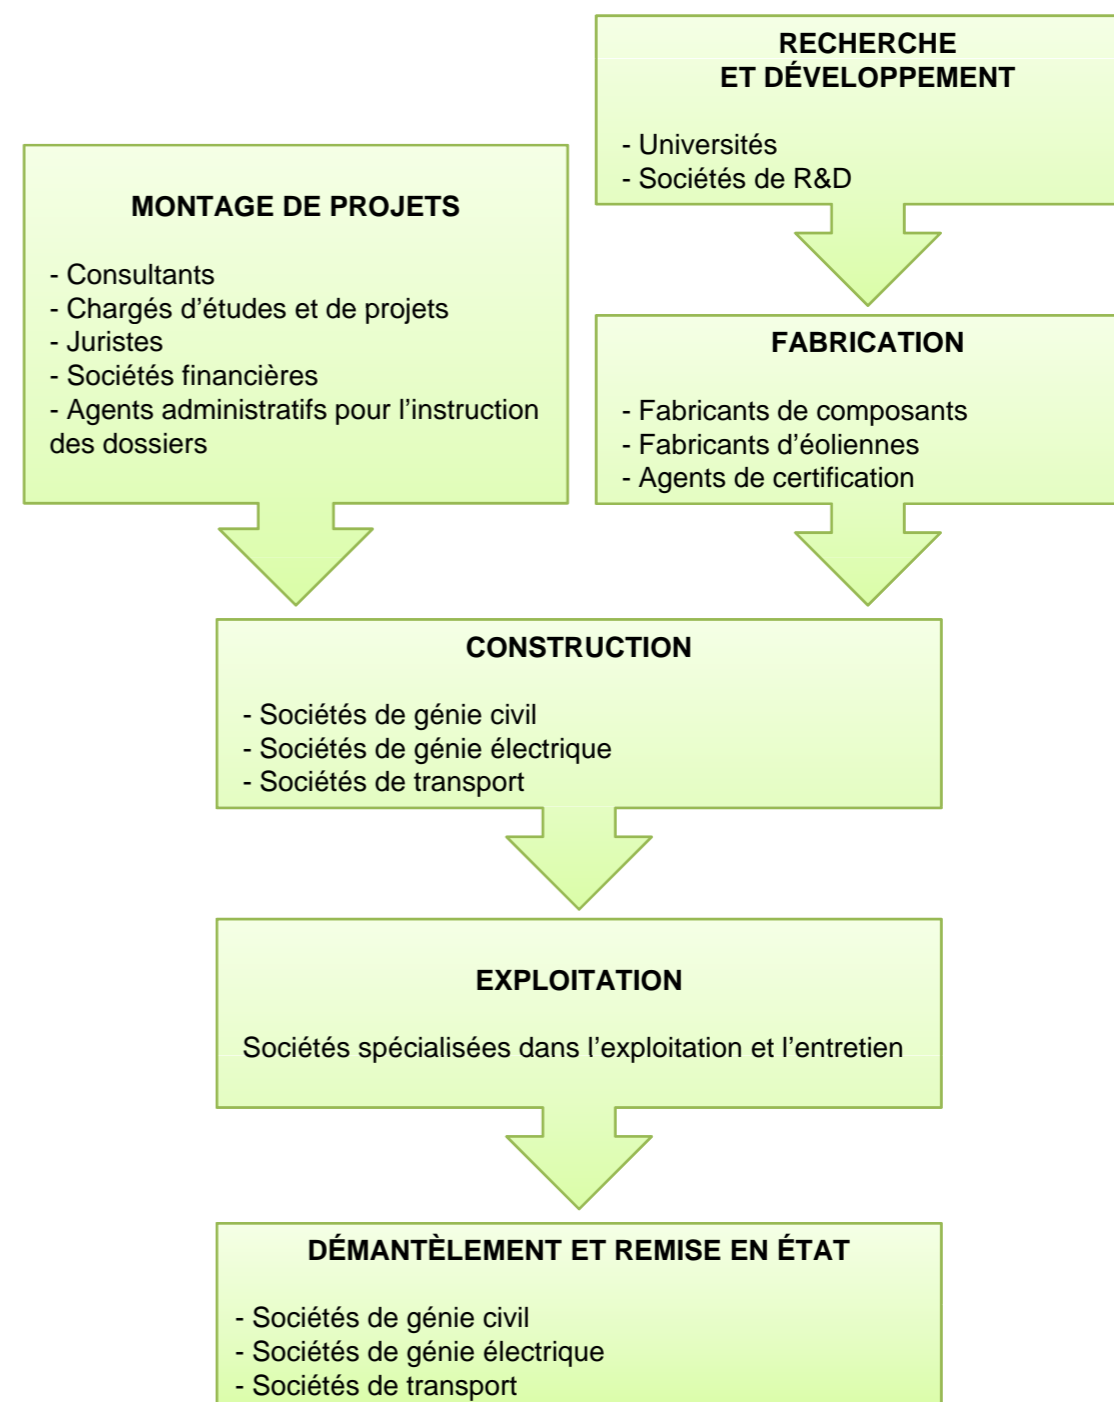 RECHERCHE
ET DÉVELOPPEMENT
- Universités
- Sociétés de R&D
MONTAGE DE PROJETS
- Consultants
- Chargés d’études et de projets
- Juristes
- Sociétés financières
- Agents administratifs pour l’instruction
des dossiers
FABRICATION
- Fabricants de composants
- Fabricants d’éoliennes
- Agents de certification
CONSTRUCTION
- Sociétés de génie civil
- Sociétés de génie électrique
- Sociétés de transport
EXPLOITATION
Sociétés spécialisées dans l’exploitation et l’entretien
DÉMANTÈLEMENT ET REMISE EN ÉTAT
- Sociétés de génie civil
- Sociétés de génie électrique
- Sociétés de transport